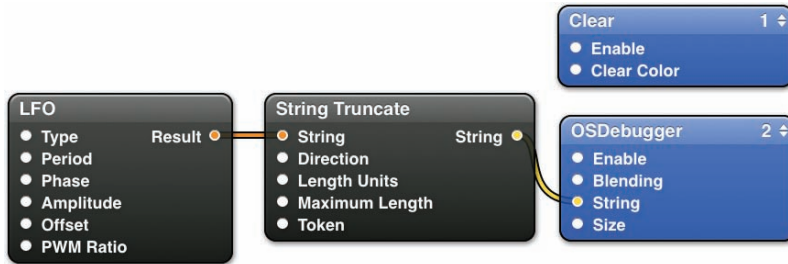 Clear 1
Enable
Clear Color
LFO
Type Result
Period
Phase
Amplitude
Offset
PWM Ratio
String Truncate
String String
Direction
Length Units
Maximum Length
Token
OSDebugger 2
Enable
Blending
String
Size